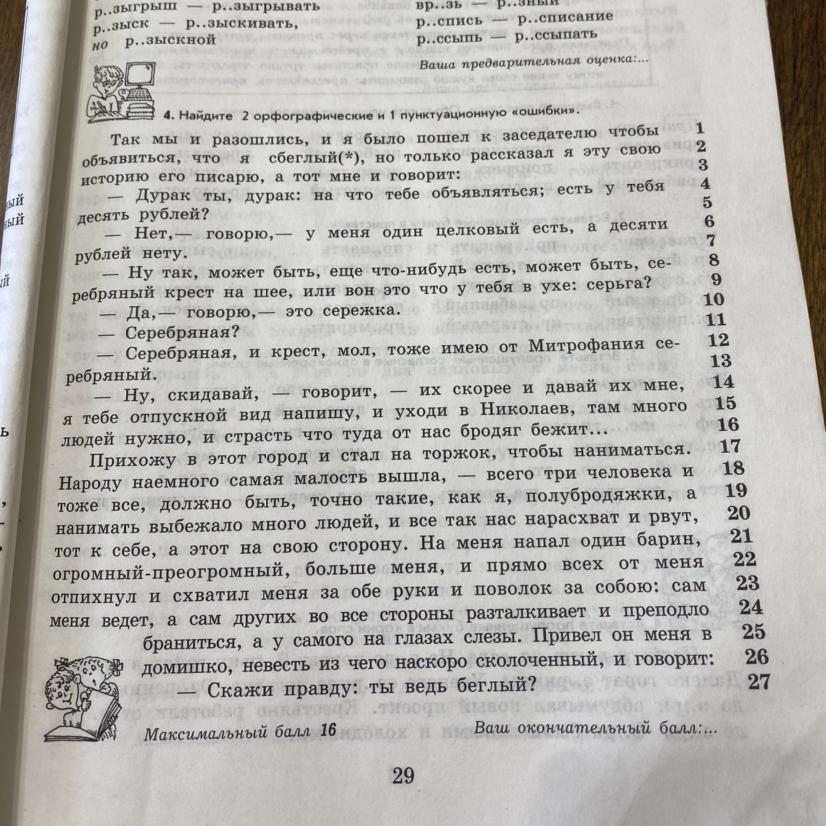 р..зыгрыш — р..зыгрывать
р..зыск — р..зыскивать,
но р..зыскной
вр..зь — р..зный
р..спись — р..списание
р..ссыпь — р..ссыпать
Ваша предварительная оценка:...
4. Найдите 2 орфографические и 1 пунктуационную «ошибки».
Так мы и разошлись, и я было пошел к заседателю чтобы 1
объявиться, что я сбеглый(*), но только рассказал я эту свою 2
историю его писарю, а тот мне и говорит: 3
— Дурак ты, дурак: на что тебе объявляться; есть у тебя 4
десять рублей? 5
— Нет,— говорю,— у меня один целковый есть, а десяти 6
рублей нету. 7
— Ну так, может быть, еще что-нибудь есть, может быть, се- 8
ребряный крест на шее, или вон это что у тебя в ухе: серьга? 9
— Да,— говорю,— это сережка. 10
— Серебряная? 11
— Серебряная, и крест, мол, тоже имею от Митрофания се- 12
ребряный. 13
— Ну, скидавай, — говорит, — их скорее и давай их мне, 14
я тебе отпускной вид напишу, и уходи в Николаев, там много 15
людей нужно, и страсть что туда от нас бродяг бежит... 16
Прихожу в этот город и стал на торжок, чтобы наниматься. 17
Народу наемного самая малость вышла, — всего три человека и 18
тоже все, должно быть, точно такие, как я, полубродяжки, а 19
нанимать выбежало много людей, и все так нас нарасхват и рвут, 20
тот к себе, а этот на свою сторону. На меня напал один барин, 21
огромный-преогромный, больше меня, и прямо всех от меня 22
отпихнул и схватил меня за обе руки и поволок за собою: сам 23
меня ведет, а сам других во все стороны разталкивает и преподло 24
браниться, а у самого на глазах слезы. Привел он меня в 25
домишко, невесть из чего наскоро сколоченный, и говорит: 26
— Скажи правду: ты ведь беглый? 27
Максимальный балл 16
Ваш окончательный балл:...
29